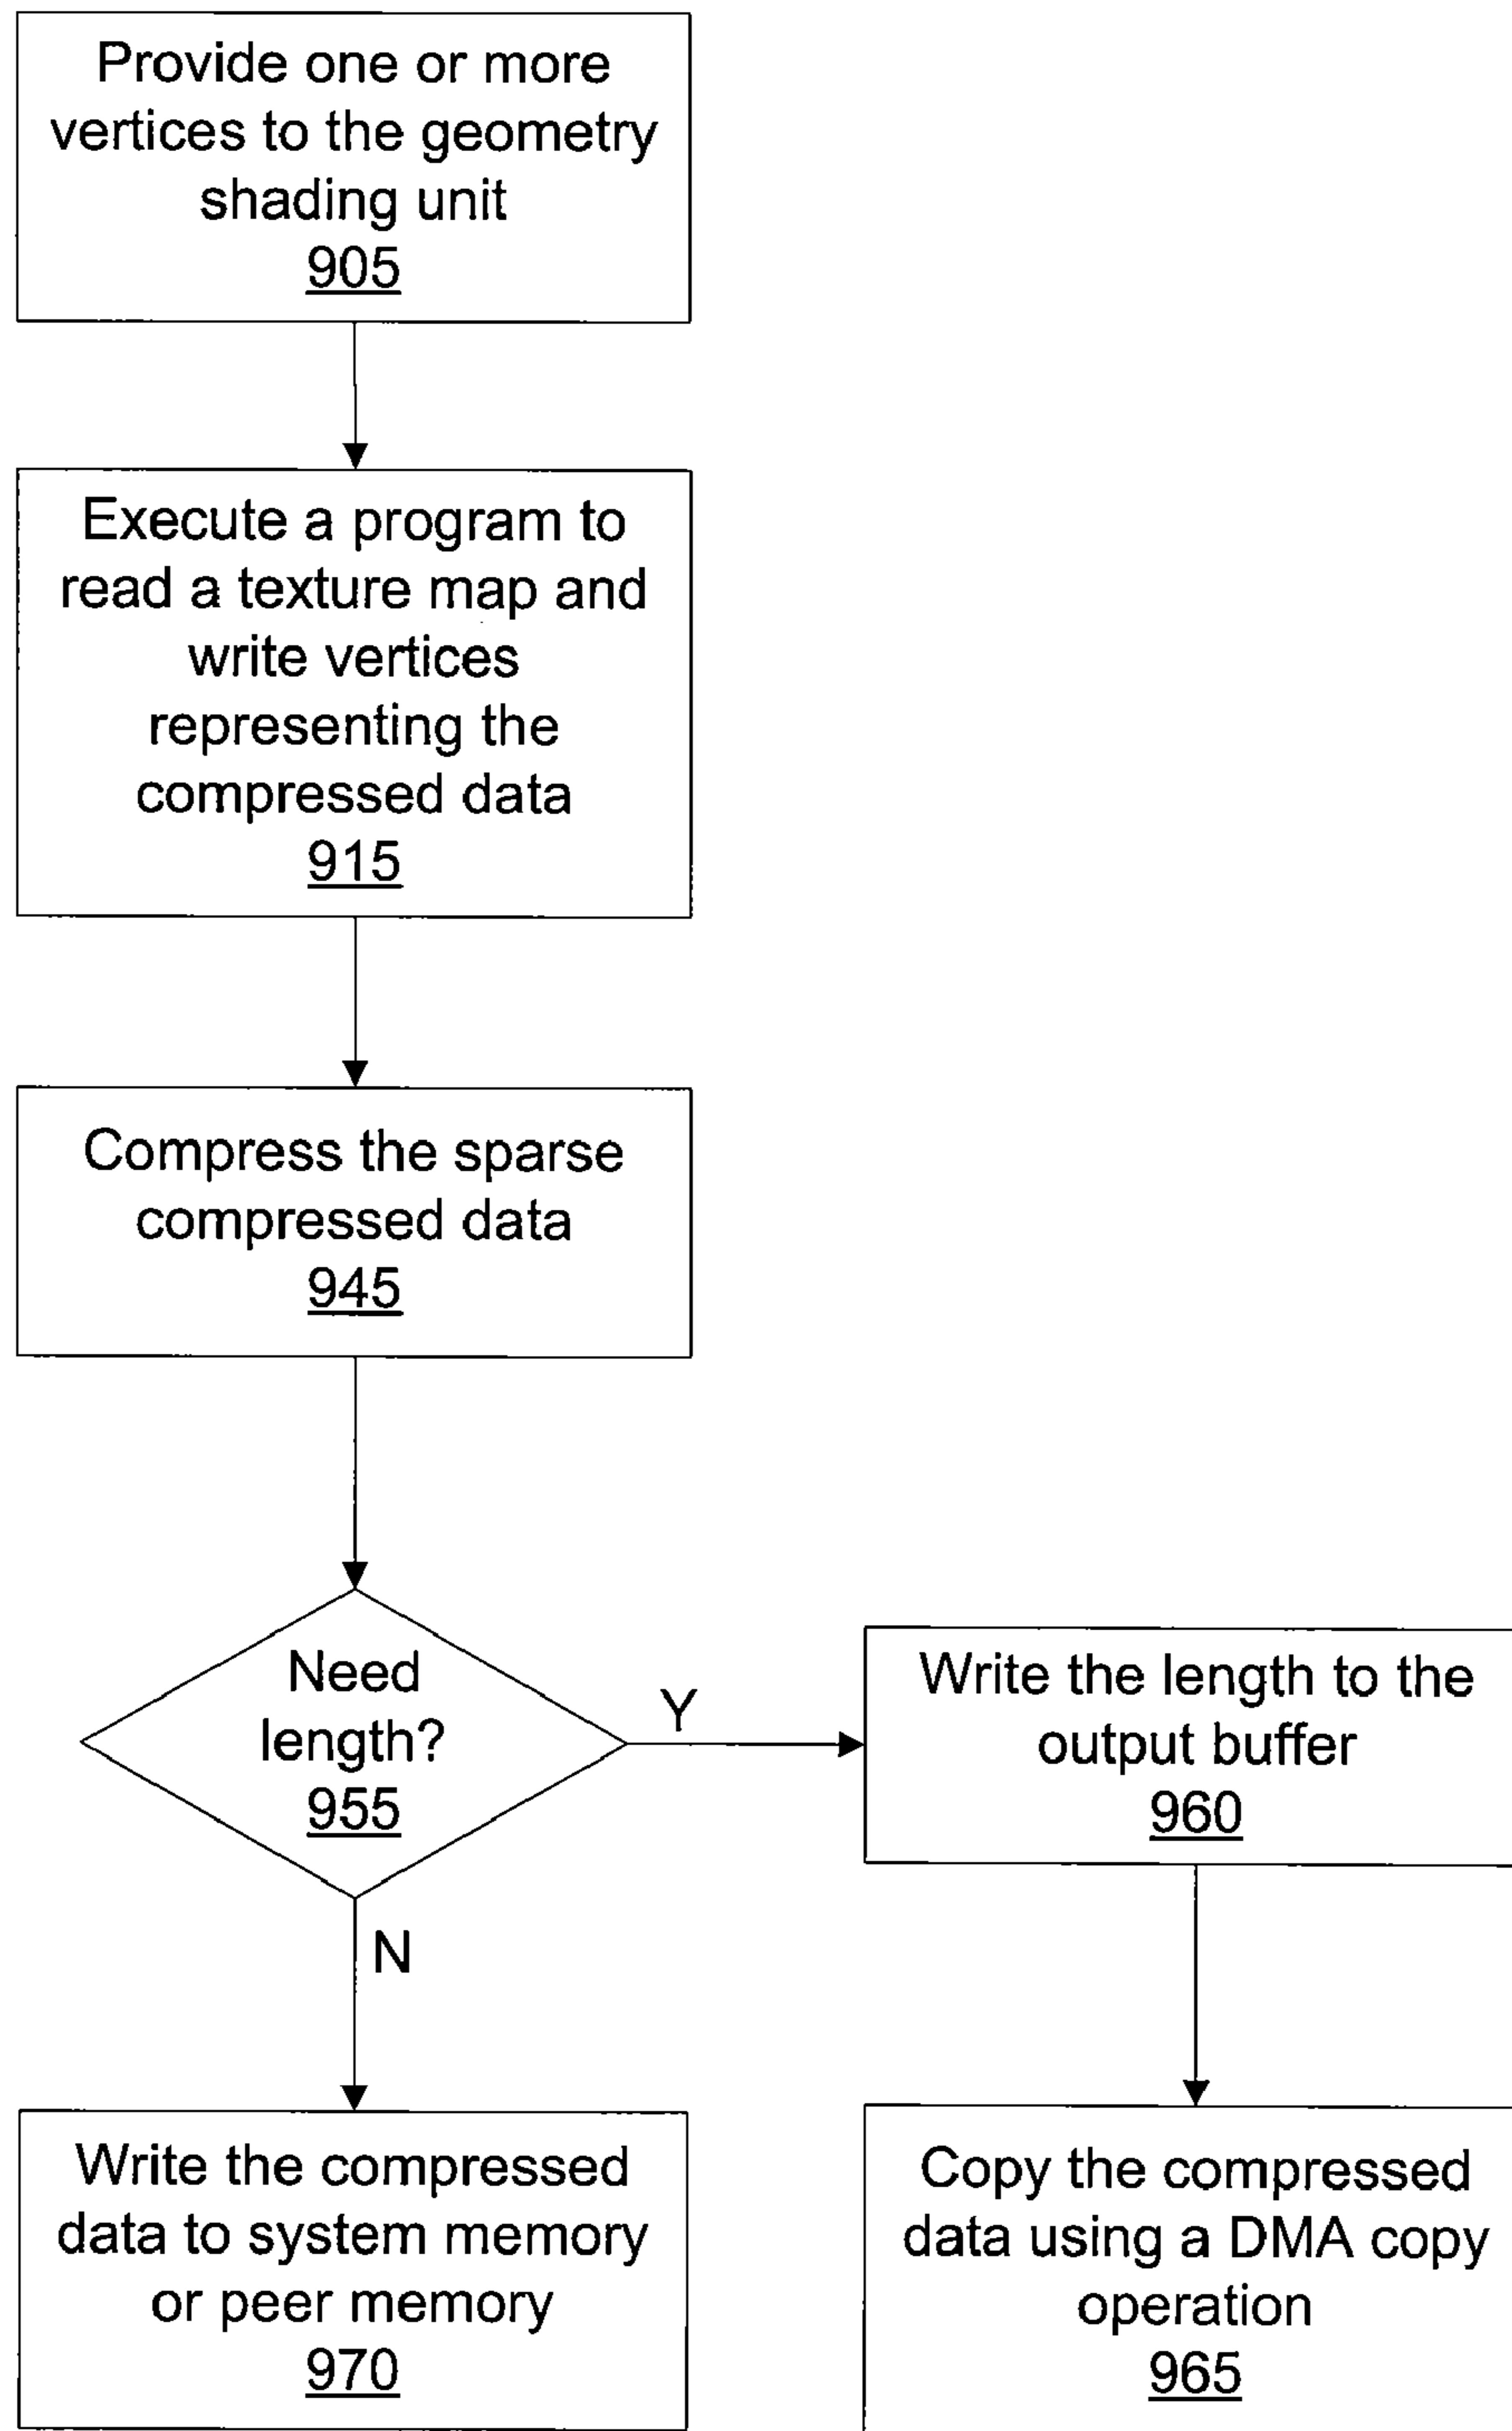 Provide one or more
vertices to the geometry
shading unit
905
Execute a program to
read a texture map and
write vertices
representing the
compressed data
915
Compress the sparse
compressed data
945
Need
length?
955
Y
N
Write the length to the
output buffer
960
Write the compressed
data to system memory
or peer memory
970
Copy the compressed
data using a DMA copy
operation
965